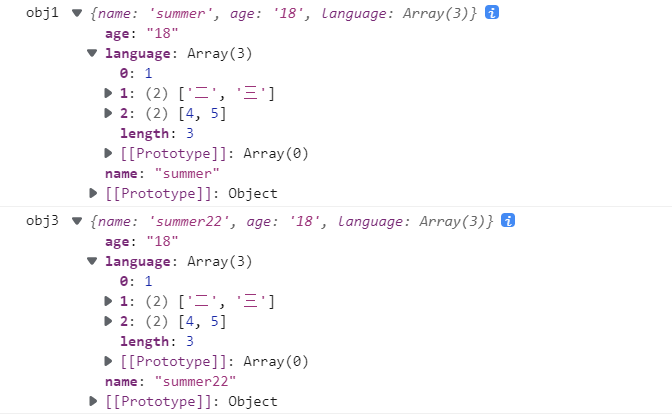 obj1 ▼ {name: 'summer', age: '18', language: Array(3)} i
age: "18"
▼ language: Array(3)
0: 1
▶ 1: (2) ['二', '三']
▶ 2: (2) [4, 5]
length: 3
▶ [[Prototype]]: Array(0)
name: "summer"
▶ [[Prototype]]: Object
obj3 ▼ {name: 'summer22', age: '18', language: Array(3)} i
age: "18"
▼ language: Array(3)
0: 1
▶ 1: (2) ['二', '三']
▶ 2: (2) [4, 5]
length: 3
▶ [[Prototype]]: Array(0)
name: "summer22"
▶ [[Prototype]]: Object